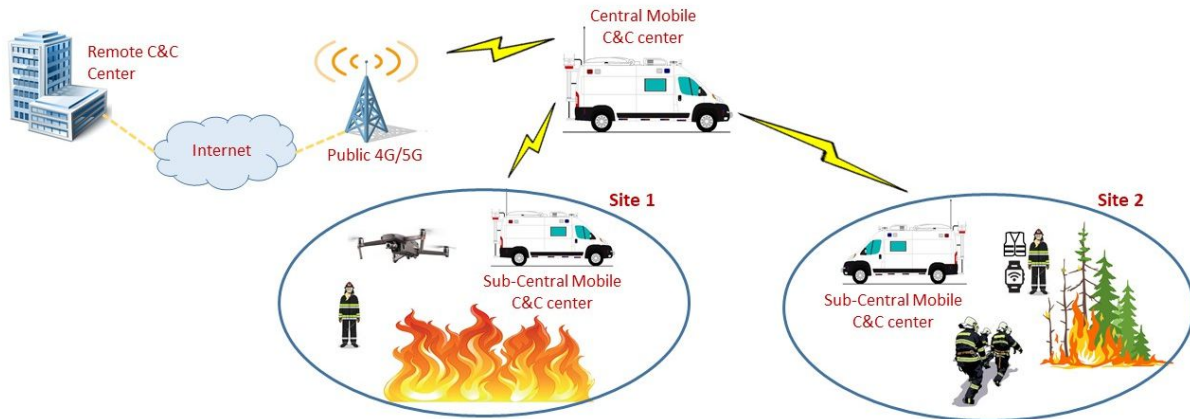 Remote C&C
Center
Internet
Public 4G/5G
Central Mobile
C&C center
Site 1
Sub-Central Mobile
C&C center
Site 2
Sub-Central Mobile
C&C center